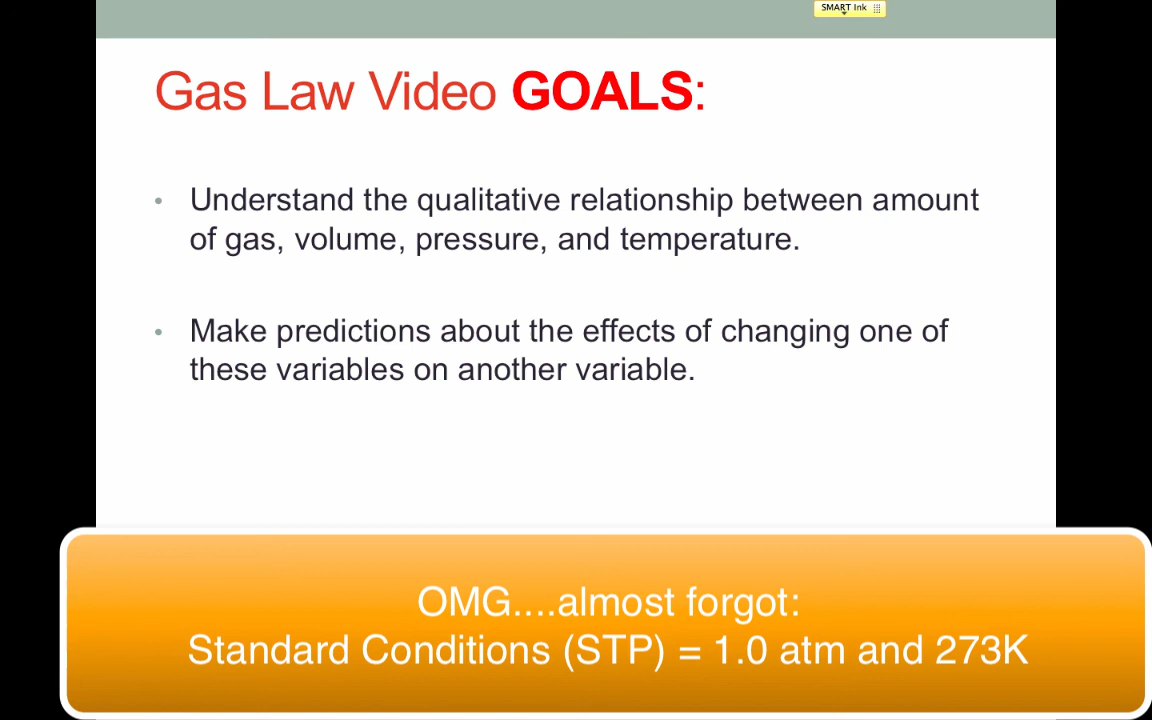 SMART Ink
Gas Law Video GOALS:
• Understand the qualitative relationship between amount
of gas, volume, pressure, and temperature.
• Make predictions about the effects of changing one of
these variables on another variable.
OMG....almost forgot:
Standard Conditions (STP) = 1.0 atm and 273K